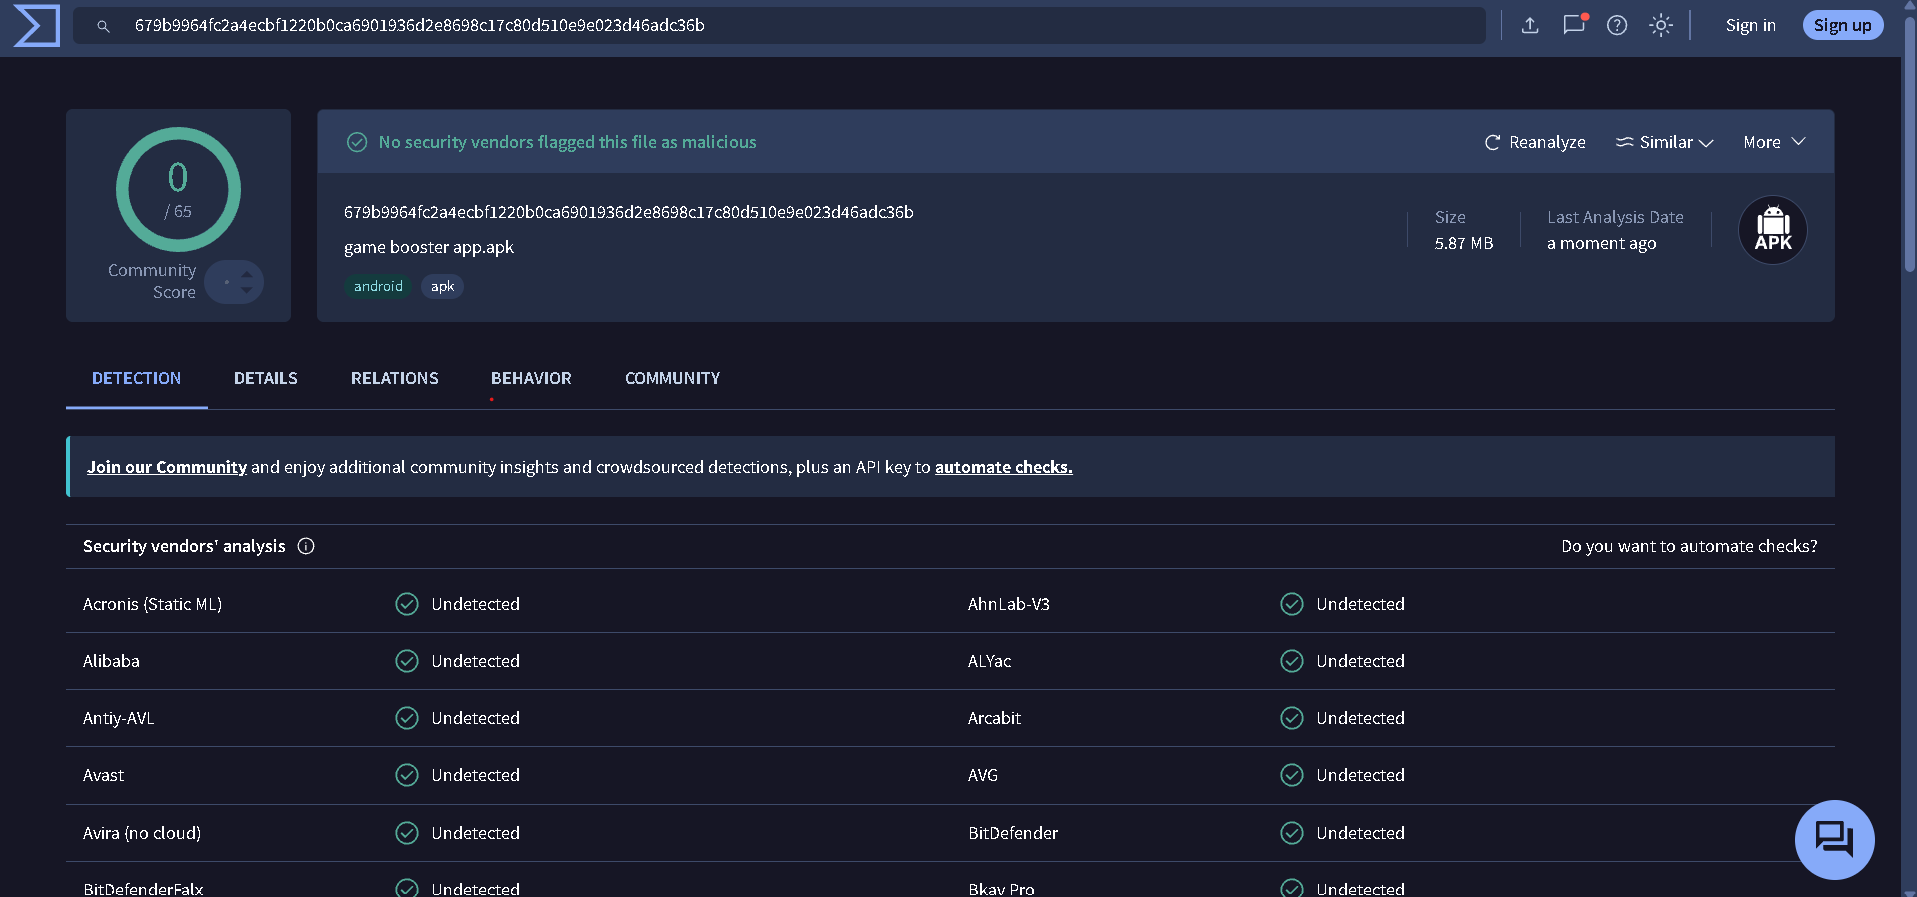 679b9964fc2a4ecbf1220b0ca6901936d2e8698c17c80d510e9e023d46adc36b
Sign in
Sign up
0
/ 65
Community
Score
No security vendors flagged this file as malicious
Reanalyze
Similar
More
679b9964fc2a4ecbf1220b0ca6901936d2e8698c17c80d510e9e023d46adc36b
game booster app.apk
android
apk
Size
5.87 MB
Last Analysis Date
a moment ago
APK
DETECTION
DETAILS
RELATIONS
BEHAVIOR
COMMUNITY
Join our Community and enjoy additional community insights and crowdsourced detections, plus an API key to automate checks.
Security vendors' analysis
Do you want to automate checks?
Acronis (Static ML)
Undetected
AhnLab-V3
Undetected
Alibaba
Undetected
ALYac
Undetected
Antiy-AVL
Undetected
Arcabit
Undetected
Avast
Undetected
AVG
Undetected
Avira (no cloud)
Undetected
BitDefender
Undetected
BitDefenderFalx
Undetected
Bkav Pro
Undetected